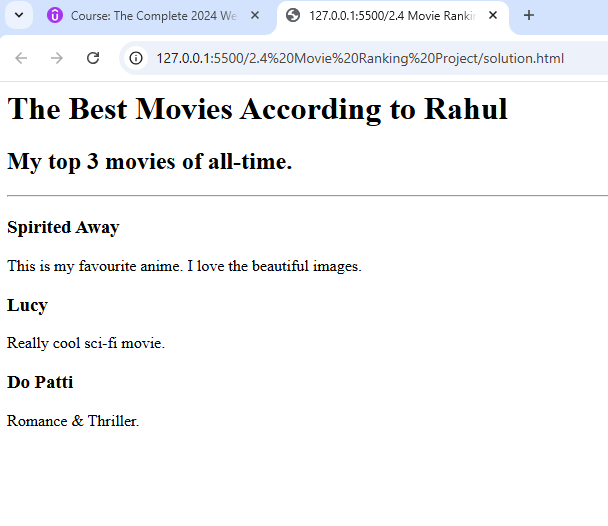 Course: The Complete 2024 We
127.0.0.1:5500/2.4 Movie Rankin
127.0.0.1:5500/2.4%20Movie%20Ranking%20Project/solution.html
The Best Movies According to Rahul
My top 3 movies of all-time.
Spirited Away
This is my favourite anime. I love the beautiful images.
Lucy
Really cool sci-fi movie.
Do Patti
Romance & Thriller.